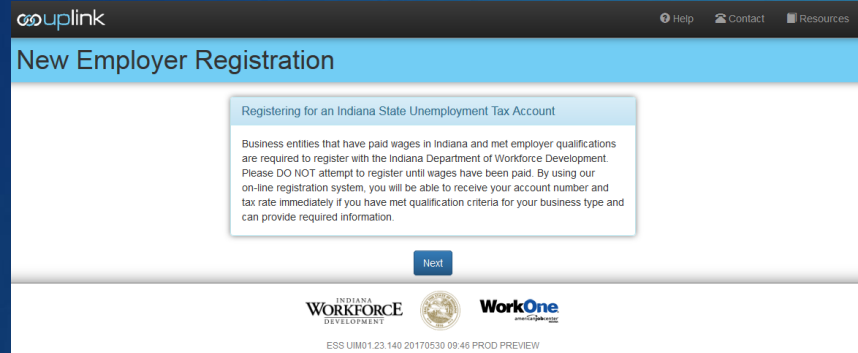 uplink
Help Contact Resources
New Employer Registration
Registering for an Indiana State Unemployment Tax Account
Business entities that have paid wages in Indiana and met employer qualifications
are required to register with the Indiana Department of Workforce Development.
Please DO NOT attempt to register until wages have been paid. By using our
on-line registration system, you will be able to receive your account number and
tax rate immediately if you have met qualification criteria for your business type and
can provide required information.
Next
INDIANA
WORKFORCE
DEVELOPMENT
WorkOne
americanjobcenter
ESS UIM01.23.140 20170530 09:46 PROD PREVIEW